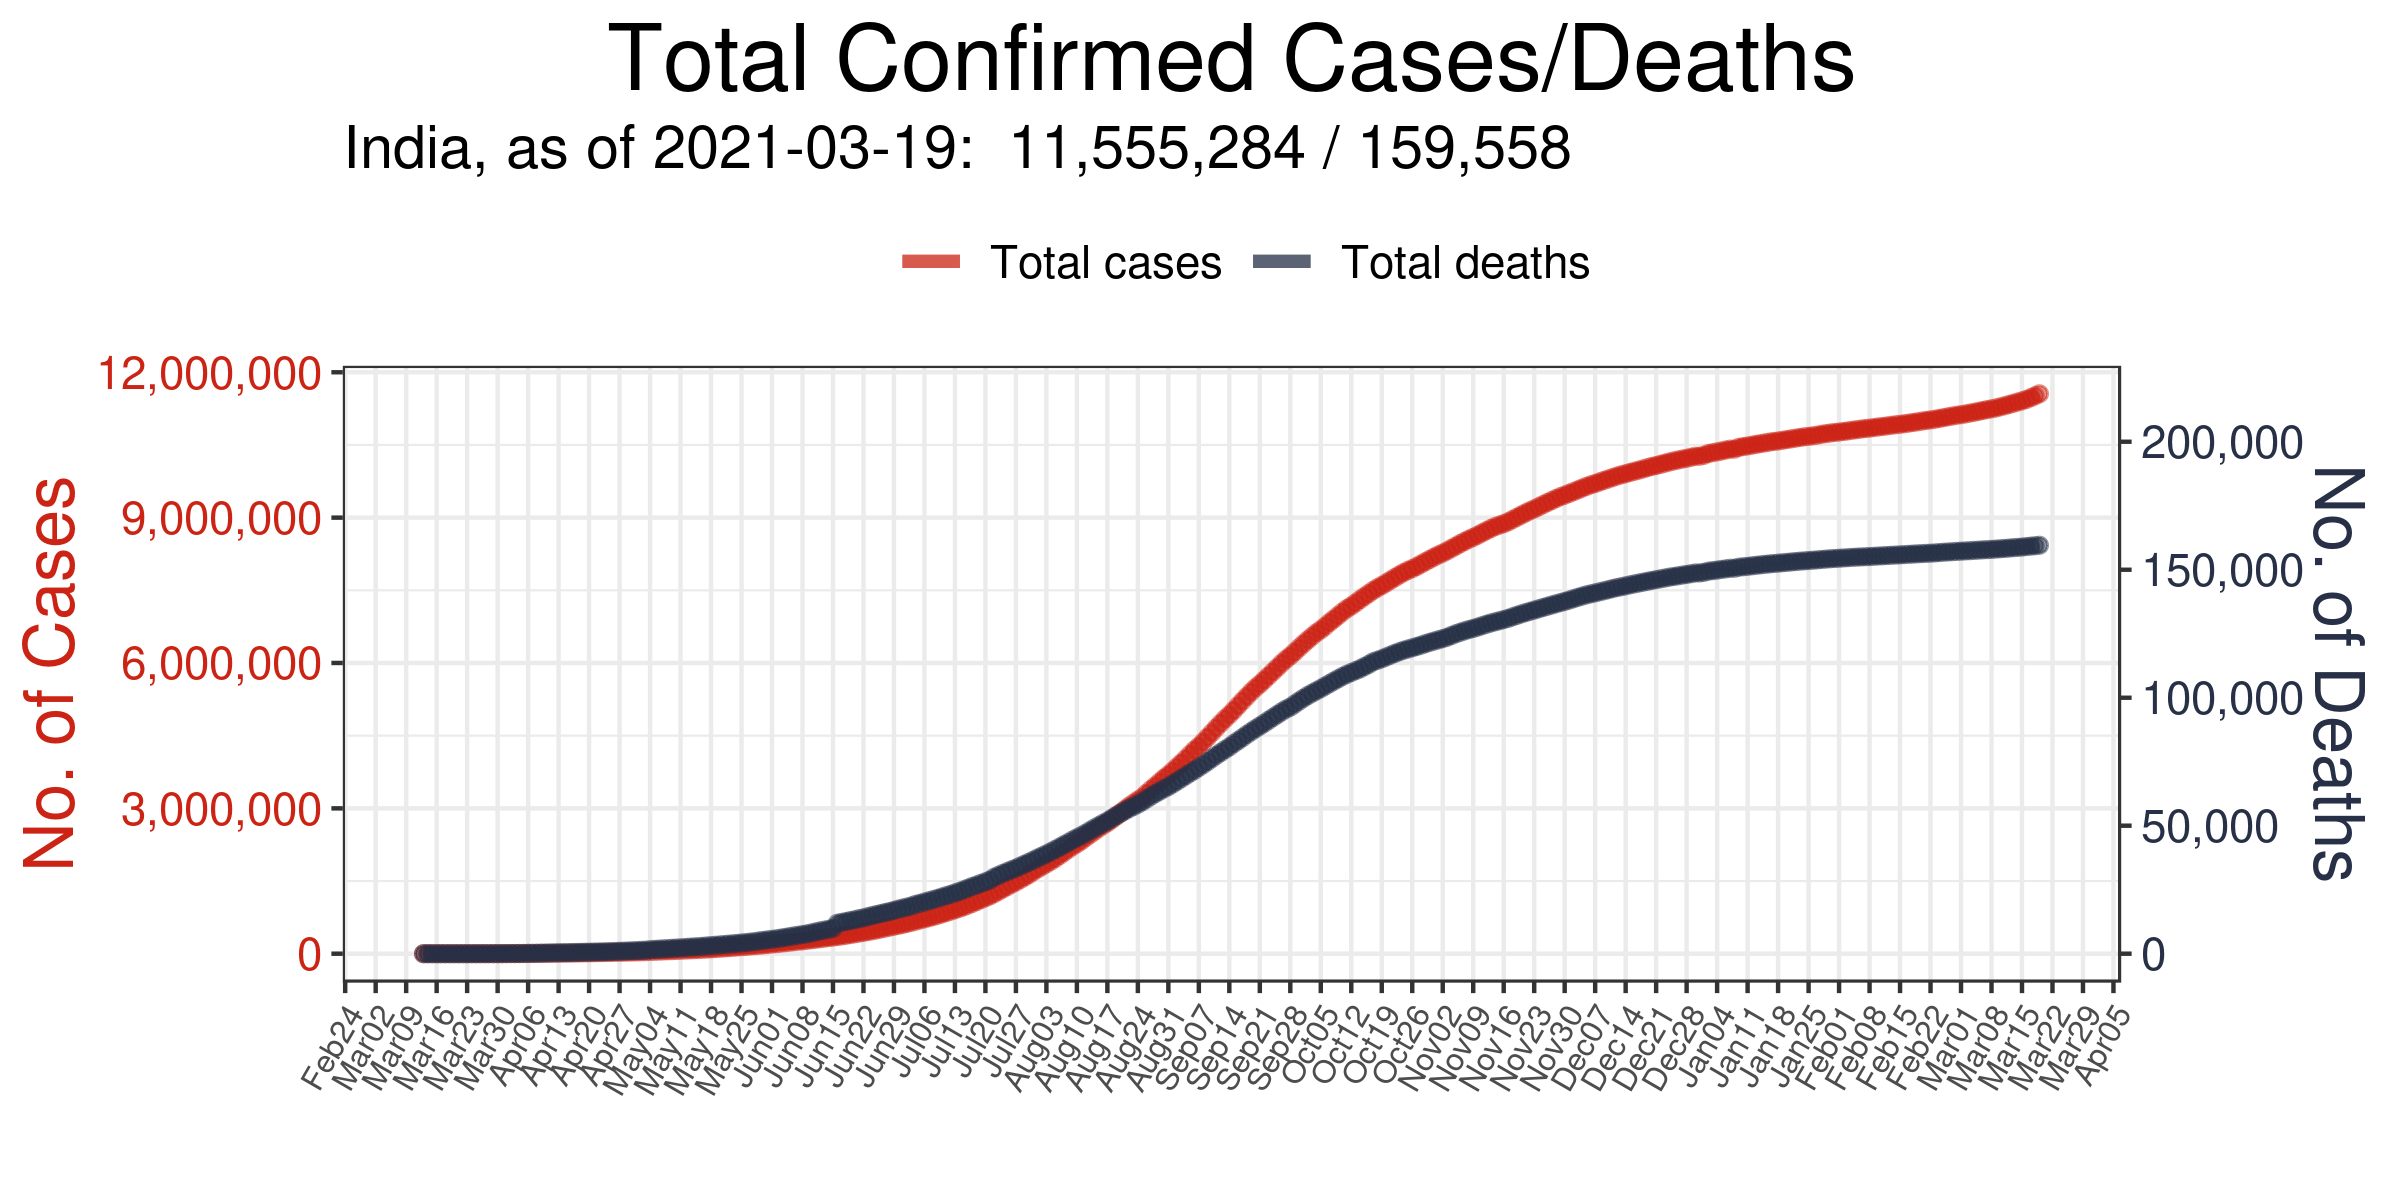 Total Confirmed Cases/Deaths
India, as of 2021-03-19:  11,555,284 / 159,558
Total cases
Total deaths
No. of Cases
12,000,000
9,000,000
6,000,000
3,000,000
0
200,000
150,000
100,000
50,000
0
No. of Deaths
Feb24
Mar02
Mar09
Mar16
Mar23
Mar30
Apr06
Apr13
Apr20
Apr27
May04
May11
May18
May25
Jun01
Jun08
Jun15
Jun22
Jun29
Jul06
Jul13
Jul20
Jul27
Aug03
Aug10
Aug17
Aug24
Aug31
Sep07
Sep14
Sep21
Sep28
Oct05
Oct12
Oct19
Oct26
Nov02
Nov09
Nov16
Nov23
Nov30
Dec07
Dec14
Dec21
Dec28
Jan04
Jan11
Jan18
Jan25
Feb01
Feb08
Feb15
Feb22
Mar01
Mar08
Mar15
Mar22
Mar29
Apr05